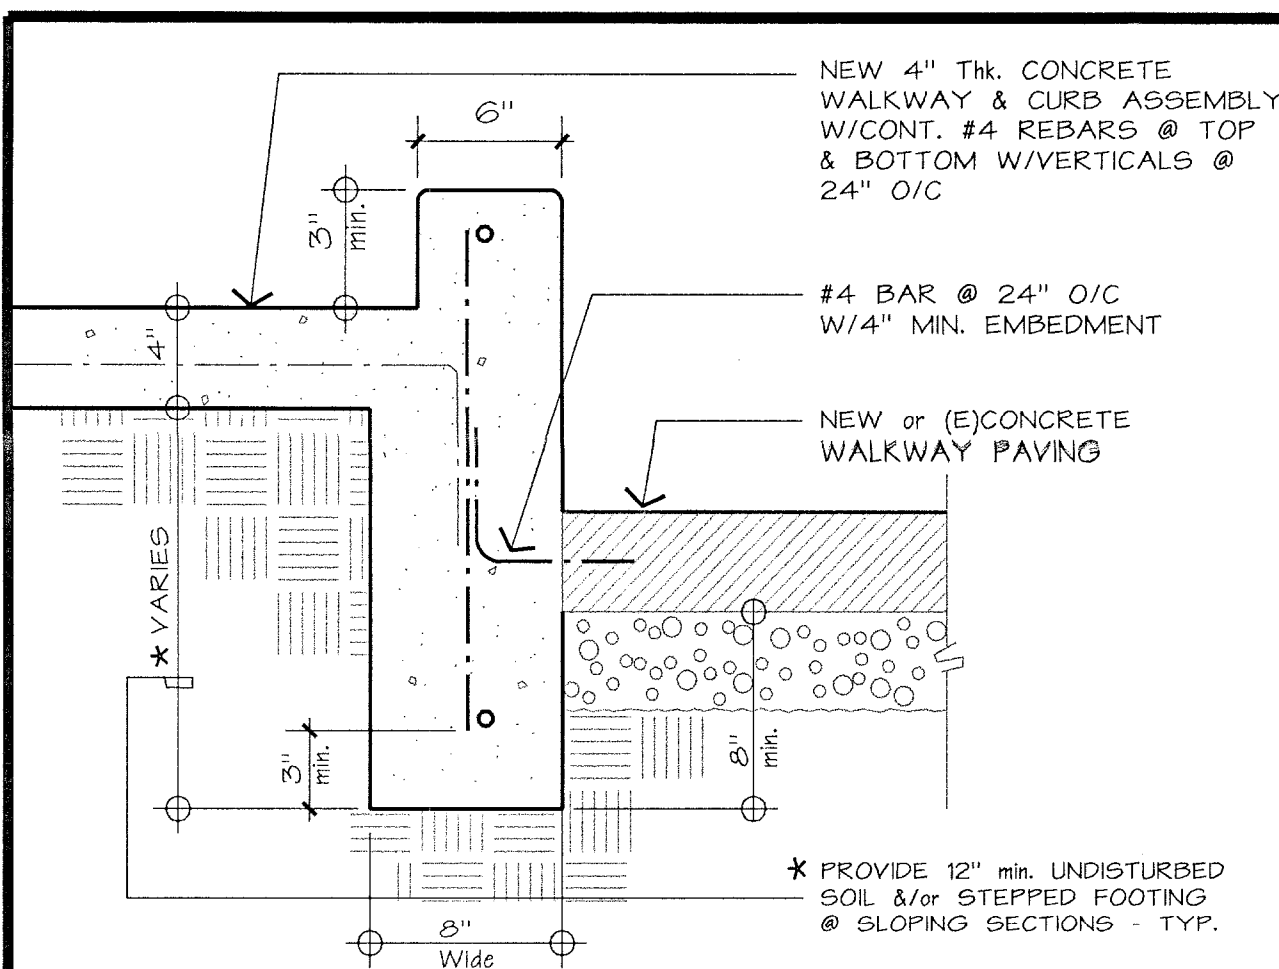 NEW 4" Thk. CONCRETE
WALKWAY & CURB ASSEMBLY
W/CONT. #4 REBARS @ TOP
& BOTTOM W/VERTICALS @
24" O/C
6"
3"
min.
#4 BAR @ 24" O/C
W/4" MIN. EMBEDMENT
4"
NEW or (E)CONCRETE
WALKWAY PAVING
* VARIES
3"
min.
8"
min.
* PROVIDE 12" min. UNDISTURBED
SOIL &/or STEPPED FOOTING
@ SLOPING SECTIONS - TYP.
8"
Wide